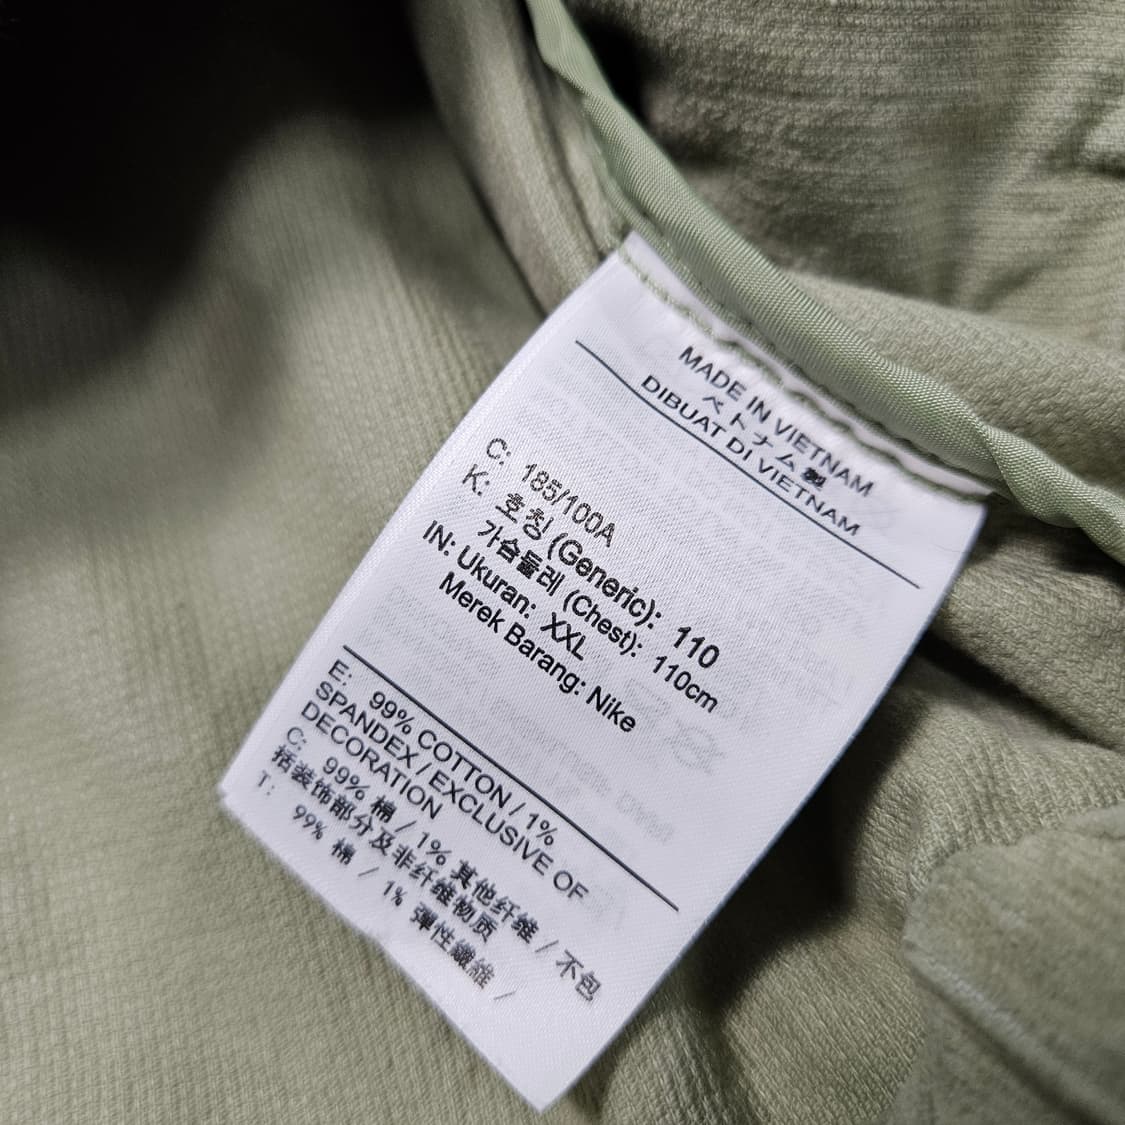 MADE IN VIETNAM
ベトナム製
DIBUAT DI VIETNAM
C: 185/100A
K: 호칭 (Generic): 110
가슴둘레 (Chest): 110cm
IN: Ukuran: XXL
Merek Barang: Nike
E: 99% COTTON / 1%
SPANDEX / EXCLUSIVE OF
DECORATION
C: 99% 棉 / 1% 其他纤维 / 不包
括装饰部分及非纤维物质
T: 99% 棉 / 1% 彈性纖維 /